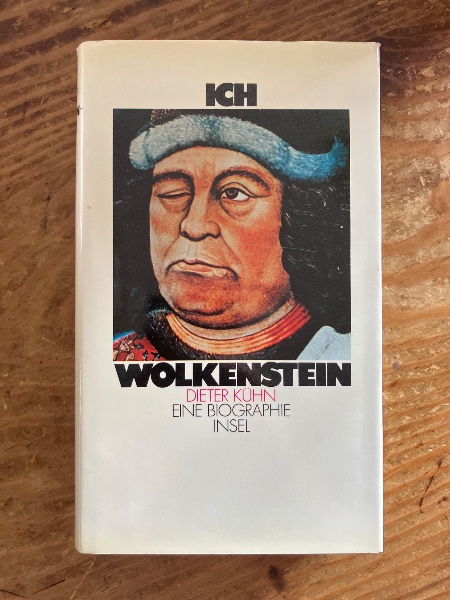 ICH
WOLKENSTEIN
DIETER KÜHN
EINE BIOGRAPHIE
INSEL